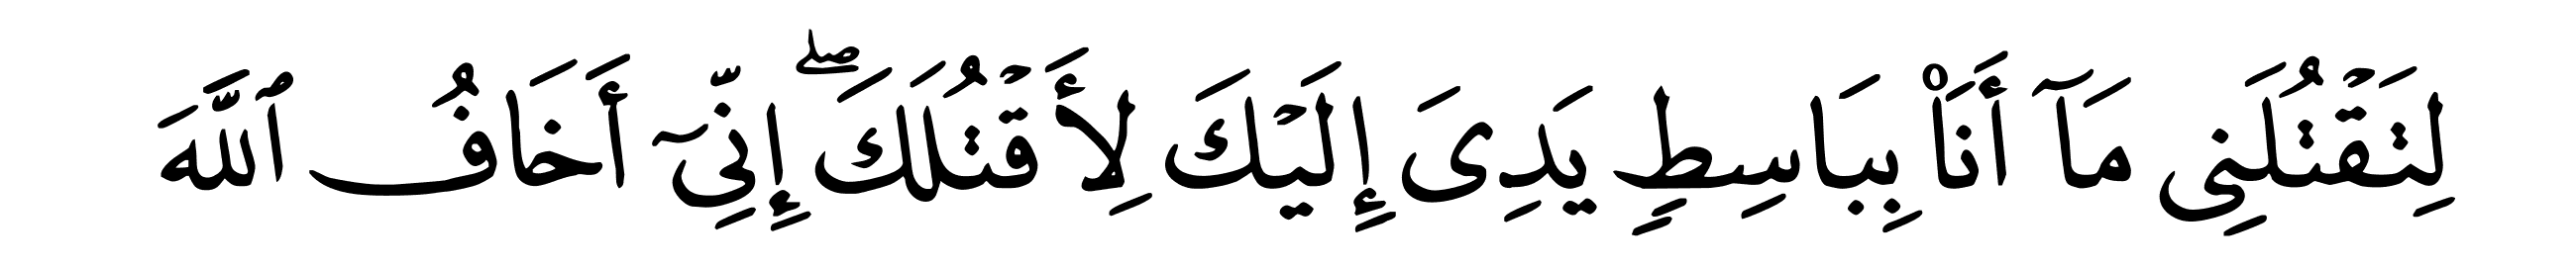 لِتَقۡتُلَنِى مَآ أَنَا۠ بِبَاسِطٍ يَدِىَ إِلَيۡكَ لِأَقۡتُلَكَۖ إِنِّىٓ أَخَافُ ٱللَّهَ